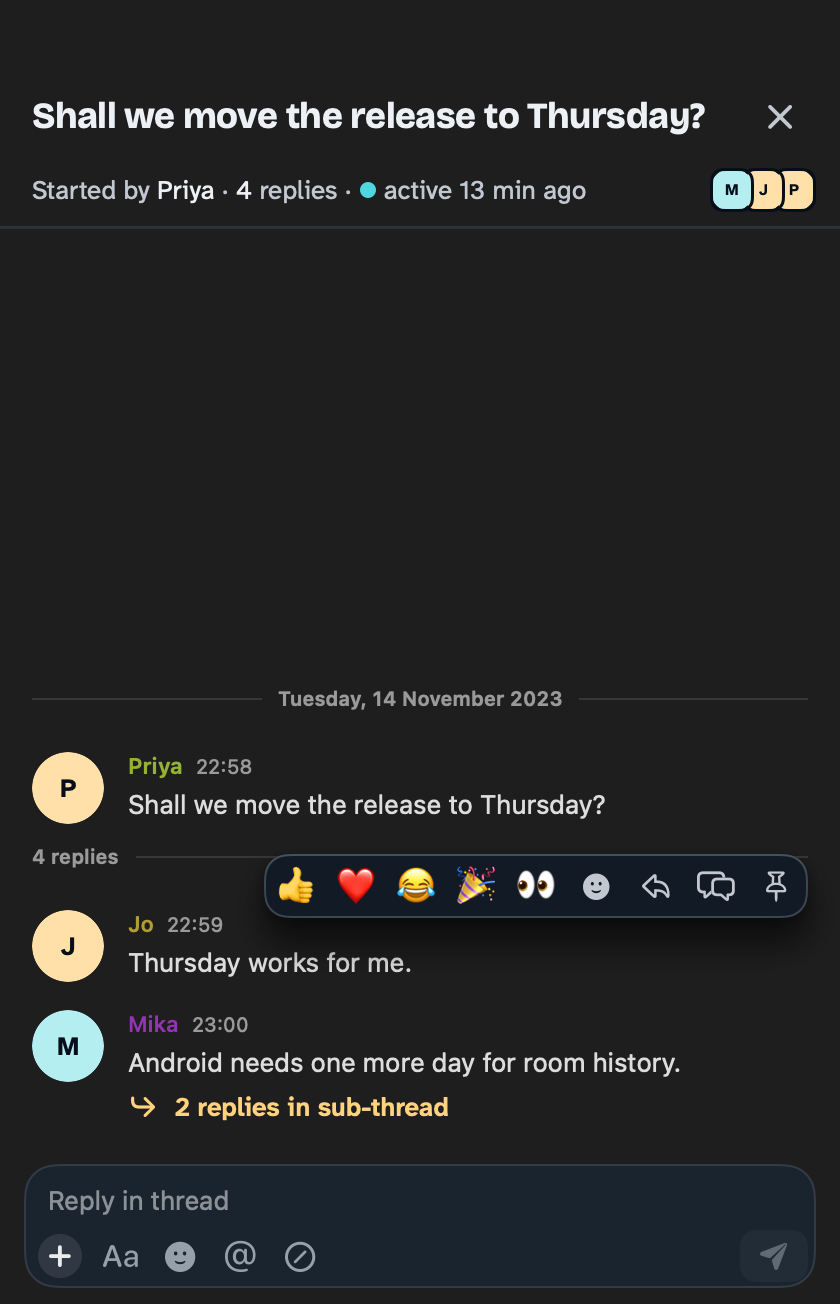 Shall we move the release to Thursday?
Started by Priya · 4 replies · active 13 min ago
M J P
Tuesday, 14 November 2023
P
Priya 22:58
Shall we move the release to Thursday?
4 replies
J
Jo 22:59
Thursday works for me.
M
Mika 23:00
Android needs one more day for room history.
2 replies in sub-thread
Reply in thread
Aa @